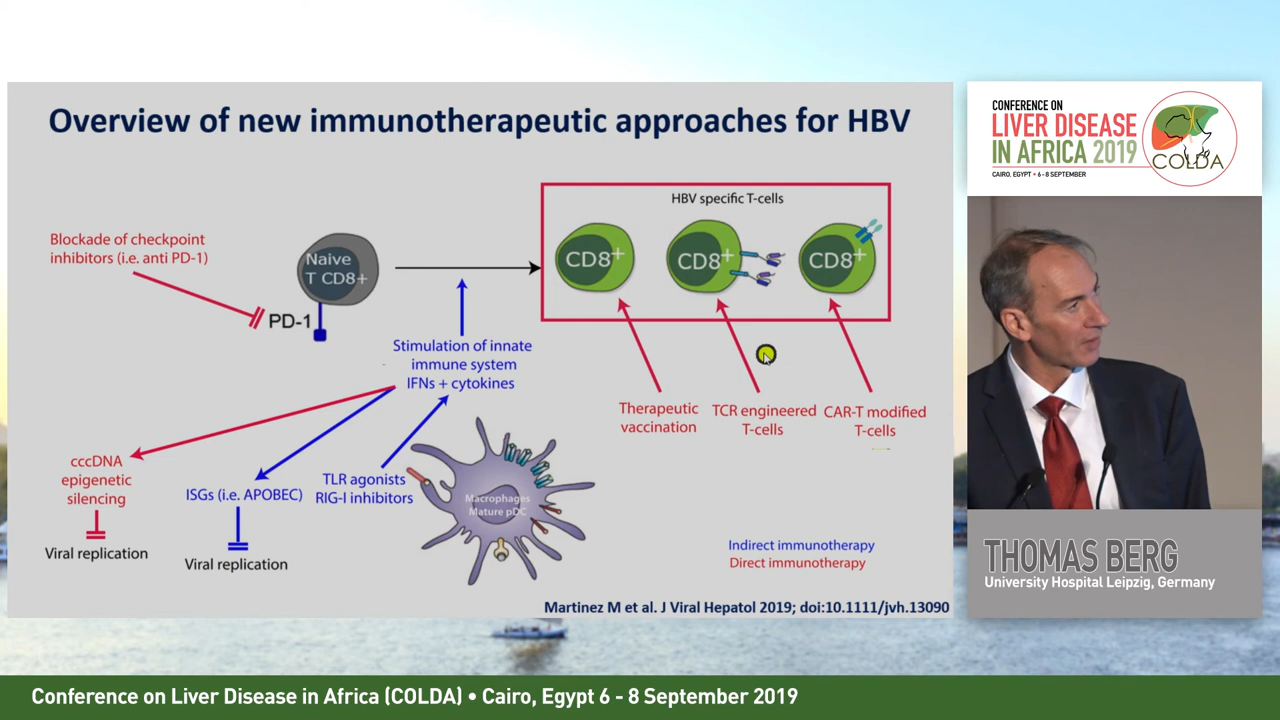 Overview of new immunotherapeutic approaches for HBV
HBV specific T-cells
Blockade of checkpoint
inhibitors (i.e. anti PD-1)
Naive
T CD8+
PD-1
CD8+
CD8+
CD8+
Stimulation of innate
immune system
IFNs + cytokines
Therapeutic
vaccination
TCR engineered
T-cells
CAR-T modified
T-cells
cccDNA
epigenetic
silencing
Viral replication
ISGs (i.e. APOBEC)
Viral replication
TLR agonists
RIG-I inhibitors
Macrophages
Mature pDC
Indirect immunotherapy
Direct immunotherapy
Martinez M et al. J Viral Hepatol 2019; doi:10.1111/jvh.13090
CONFERENCE ON
LIVER DISEASE
IN AFRICA 2019
CAIRO, EGYPT • 6 - 8 SEPTEMBER
COLDA
THOMAS BERG
University Hospital Leipzig, Germany
Conference on Liver Disease in Africa (COLDA) • Cairo, Egypt 6 - 8 September 2019